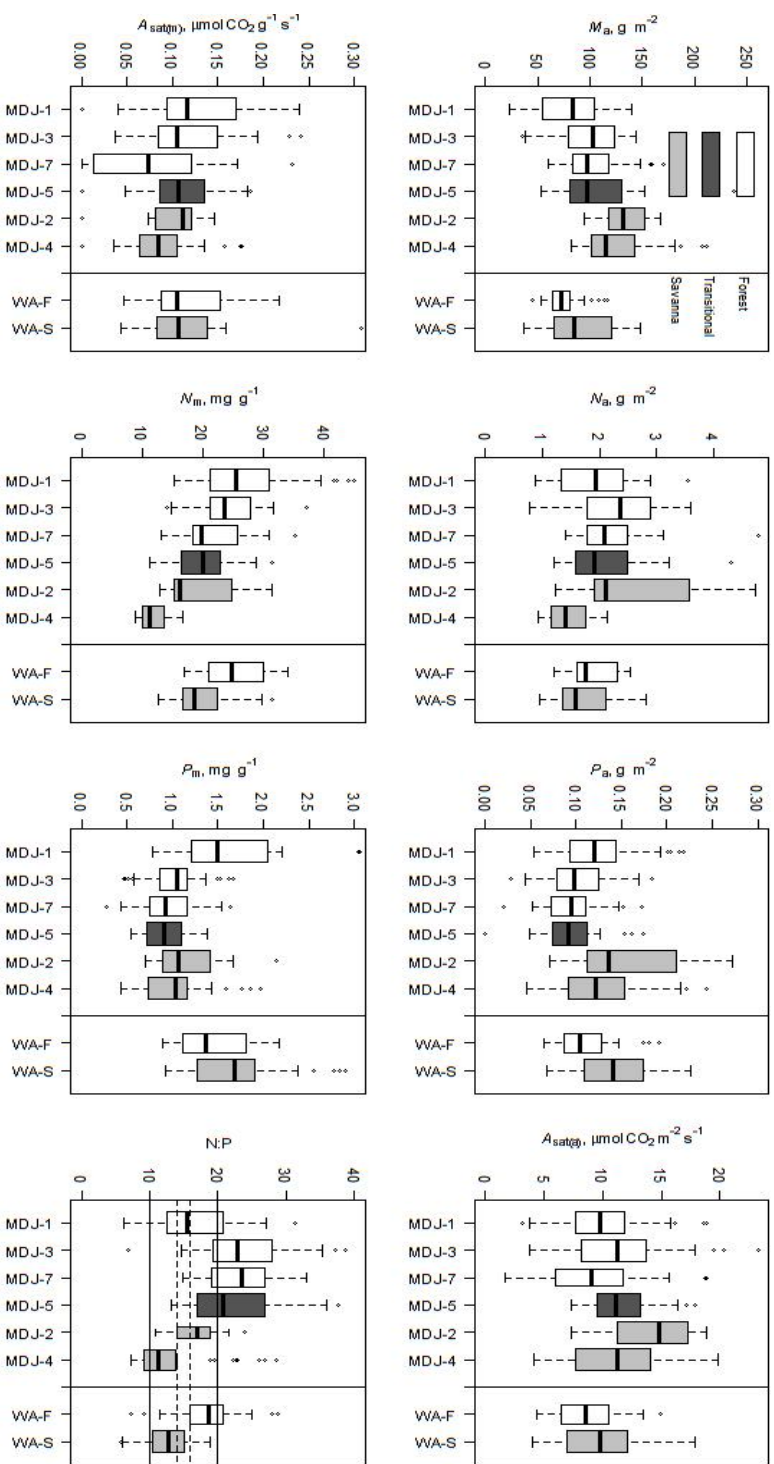 A sat(m), µmol CO2 g⁻¹ s⁻¹
0.00 0.05 0.10 0.15 0.20 0.25 0.30
MDJ-1
MDJ-3
MDJ-7
MDJ-5
MDJ-2
MDJ-4
WA-F
WA-S
Ma, g m⁻²
0 50 100 150 200 250
MDJ-1
MDJ-3
MDJ-7
MDJ-5
MDJ-2
MDJ-4
WA-F
WA-S
Forest
Transitional
Savanna
Nm, mg g⁻¹
0 10 20 30 40
MDJ-1
MDJ-3
MDJ-7
MDJ-5
MDJ-2
MDJ-4
WA-F
WA-S
Na, g m⁻²
0 1 2 3 4
MDJ-1
MDJ-3
MDJ-7
MDJ-5
MDJ-2
MDJ-4
WA-F
WA-S
Pm, mg g⁻¹
0.0 0.5 1.0 1.5 2.0 2.5 3.0
MDJ-1
MDJ-3
MDJ-7
MDJ-5
MDJ-2
MDJ-4
WA-F
WA-S
Pa, g m⁻²
0.00 0.05 0.10 0.15 0.20 0.25 0.30
MDJ-1
MDJ-3
MDJ-7
MDJ-5
MDJ-2
MDJ-4
WA-F
WA-S
N:P
0 10 20 30 40
MDJ-1
MDJ-3
MDJ-7
MDJ-5
MDJ-2
MDJ-4
WA-F
WA-S
A sat(a), µmol CO2 m⁻² s⁻¹
0 5 10 15 20
MDJ-1
MDJ-3
MDJ-7
MDJ-5
MDJ-2
MDJ-4
WA-F
WA-S